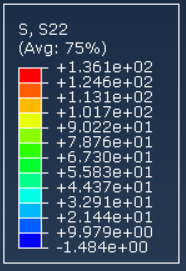 S, S22
(Avg: 75%)
+1.361e+02
+1.246e+02
+1.131e+02
+1.017e+02
+9.022e+01
+7.876e+01
+6.730e+01
+5.583e+01
+4.437e+01
+3.291e+01
+2.144e+01
+9.979e+00
-1.484e+00